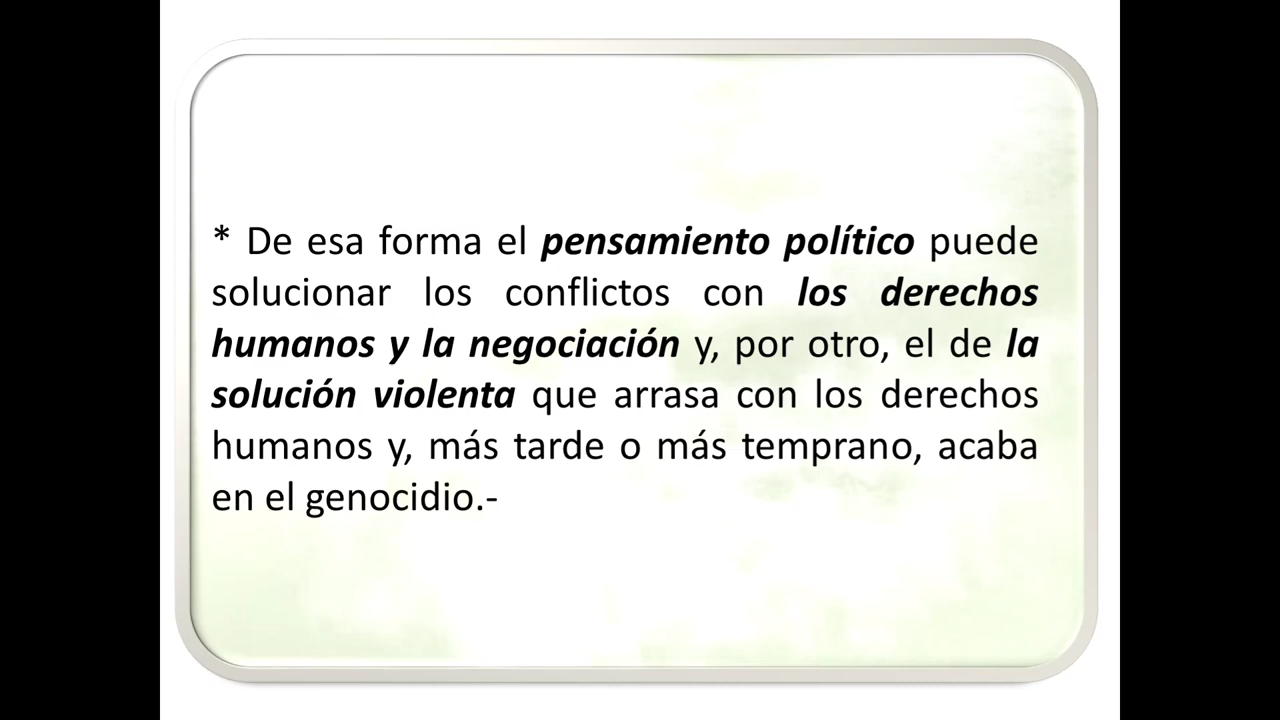 * De esa forma el pensamiento político puede
solucionar los conflictos con los derechos
humanos y la negociación y, por otro, el de la
solución violenta que arrasa con los derechos
humanos y, más tarde o más temprano, acaba
en el genocidio.-